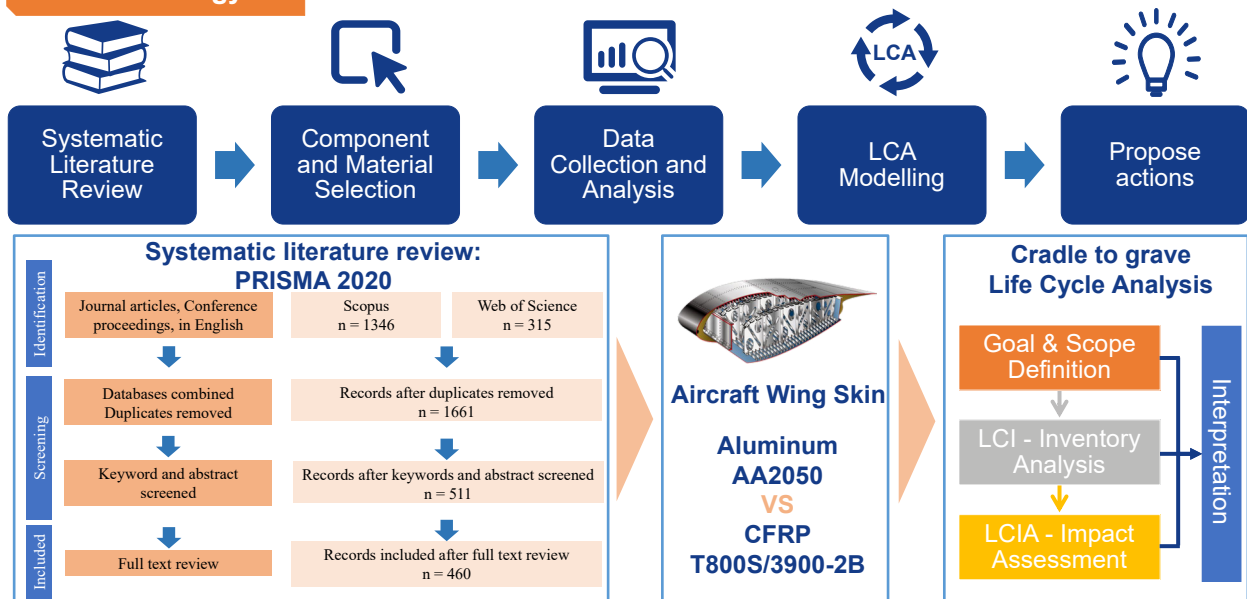 LCA
Systematic
Literature
Review
Component
and Material
Selection
Data
Collection and
Analysis
LCA
Modelling
Propose
actions
Systematic literature review:
PRISMA 2020
Identification
Journal articles, Conference
proceedings, in English
Scopus
n = 1346
Web of Science
n = 315
Screening
Databases combined
Duplicates removed
Records after duplicates removed
n = 1661
Keyword and abstract
screened
Records after keywords and abstract screened
n = 511
Included
Full text review
Records included after full text review
n = 460
Aircraft Wing Skin
Aluminum
AA2050
VS
CFRP
T800S/3900-2B
Cradle to grave
Life Cycle Analysis
Goal & Scope
Definition
LCI - Inventory
Analysis
LCIA - Impact
Assessment
Interpretation